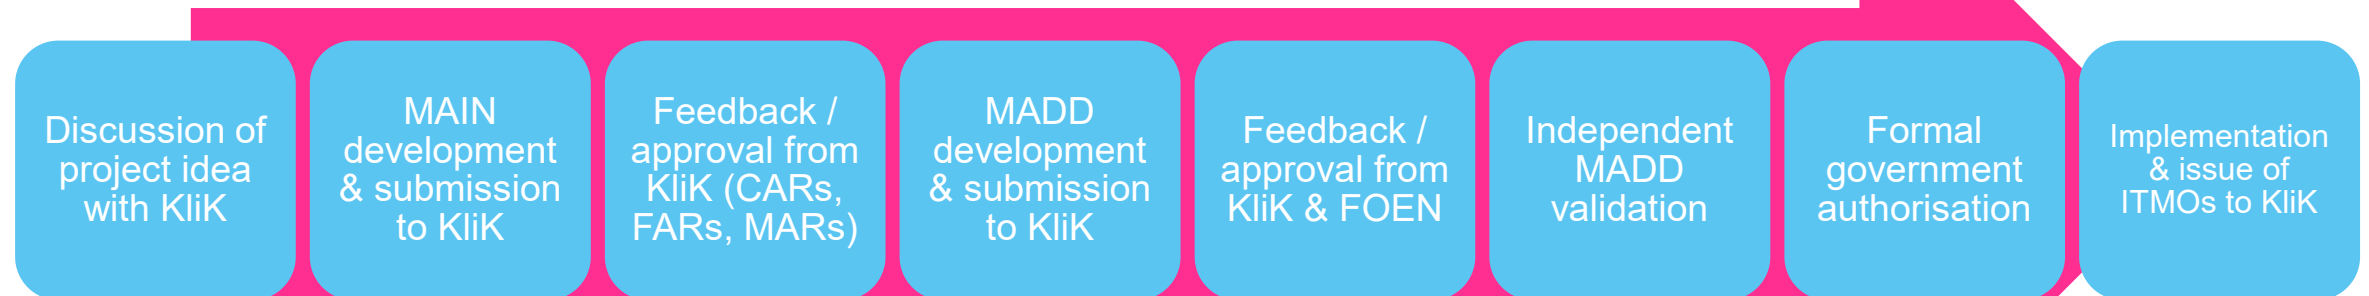 Discussion of
project idea
with KliK
MAIN
development
& submission
to KliK
Feedback /
approval from
KliK (CARs,
FARs, MARs)
MADD
development
& submission
to KliK
Feedback /
approval from
KliK & FOEN
Independent
MADD
validation
Formal
government
authorisation
Implementation
& issue of
ITMOs to KliK